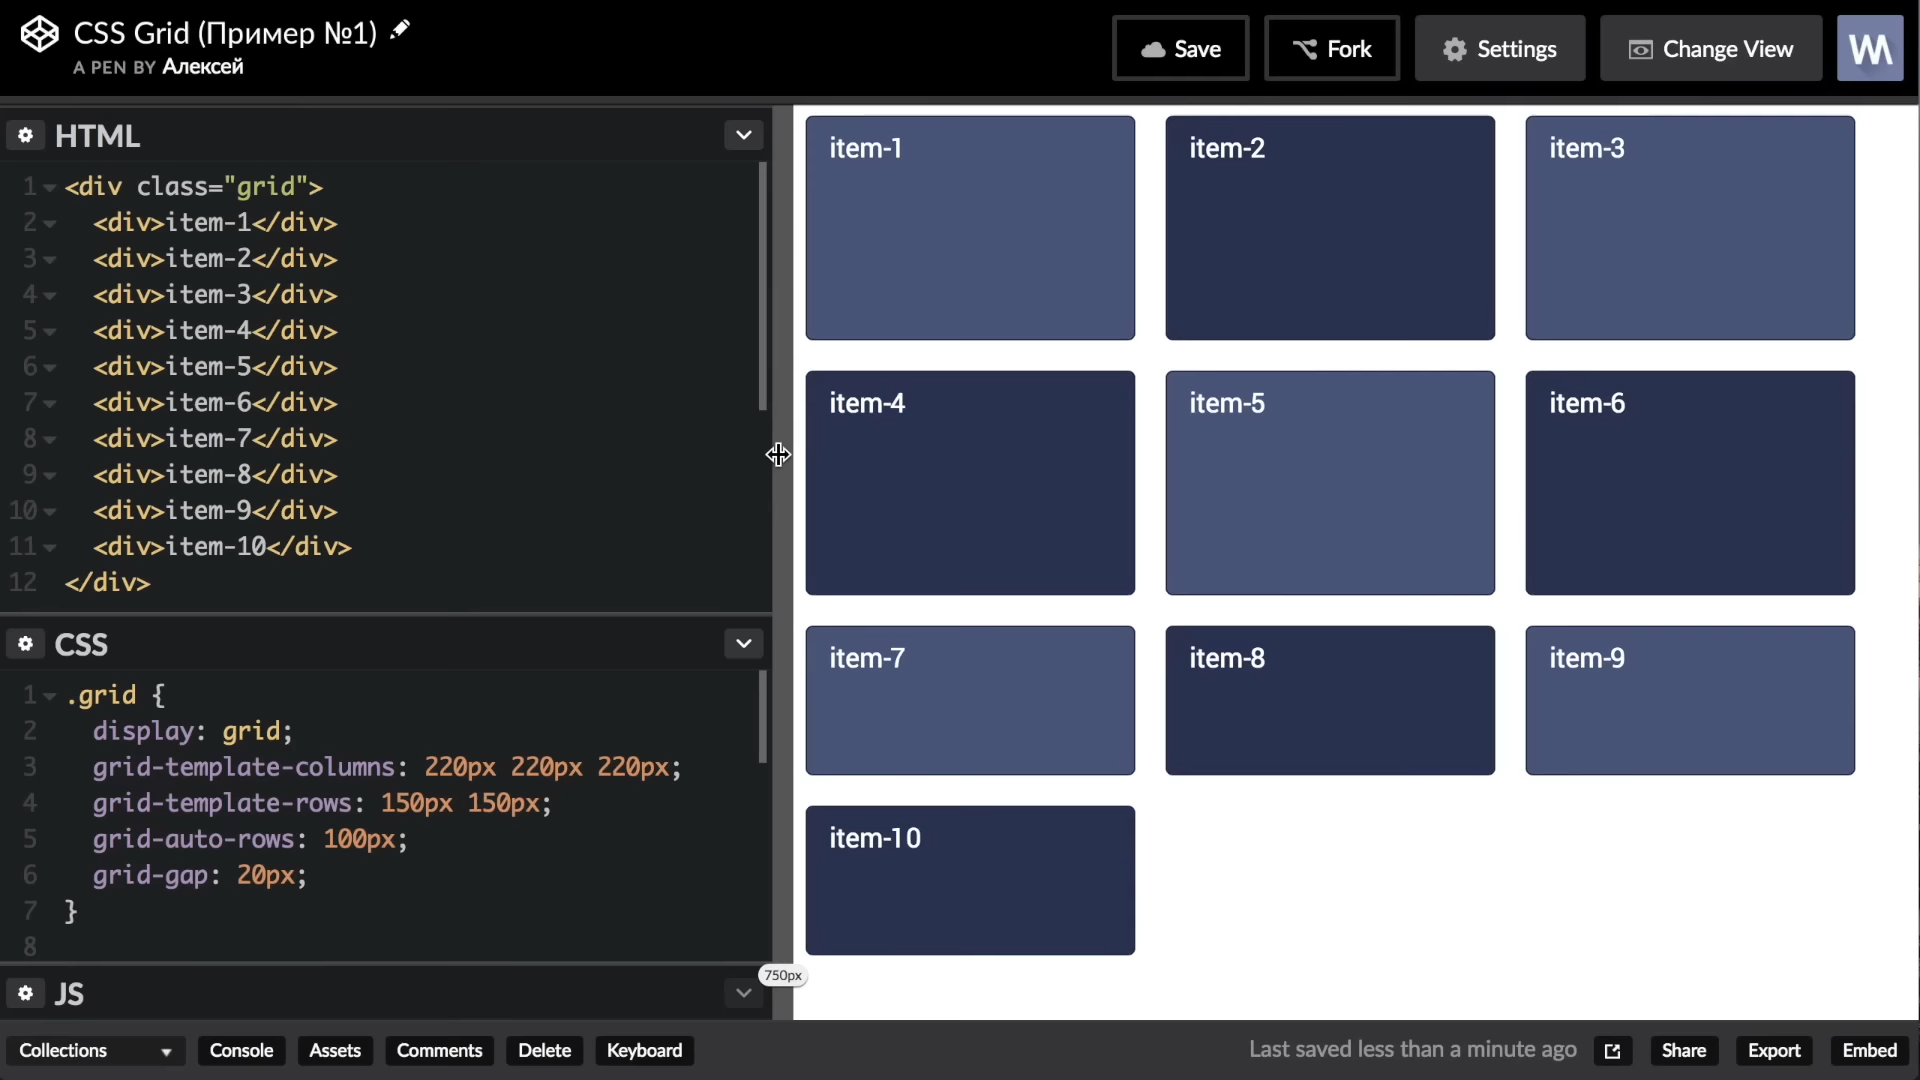 CSS Grid (Пример №1)
A PEN BY Алексей
Save
Fork
Settings
Change View
HTML
1 <div class="grid">
2 <div>item-1</div>
3 <div>item-2</div>
4 <div>item-3</div>
5 <div>item-4</div>
6 <div>item-5</div>
7 <div>item-6</div>
8 <div>item-7</div>
9 <div>item-8</div>
10 <div>item-9</div>
11 <div>item-10</div>
12 </div>
CSS
1 .grid {
2 display: grid;
3 grid-template-columns: 220px 220px 220px;
4 grid-template-rows: 150px 150px;
5 grid-auto-rows: 100px;
6 grid-gap: 20px;
7 }
8
JS
750px
item-1
item-2
item-3
item-4
item-5
item-6
item-7
item-8
item-9
item-10
Collections
Console
Assets
Comments
Delete
Keyboard
Last saved less than a minute ago
Share
Export
Embed